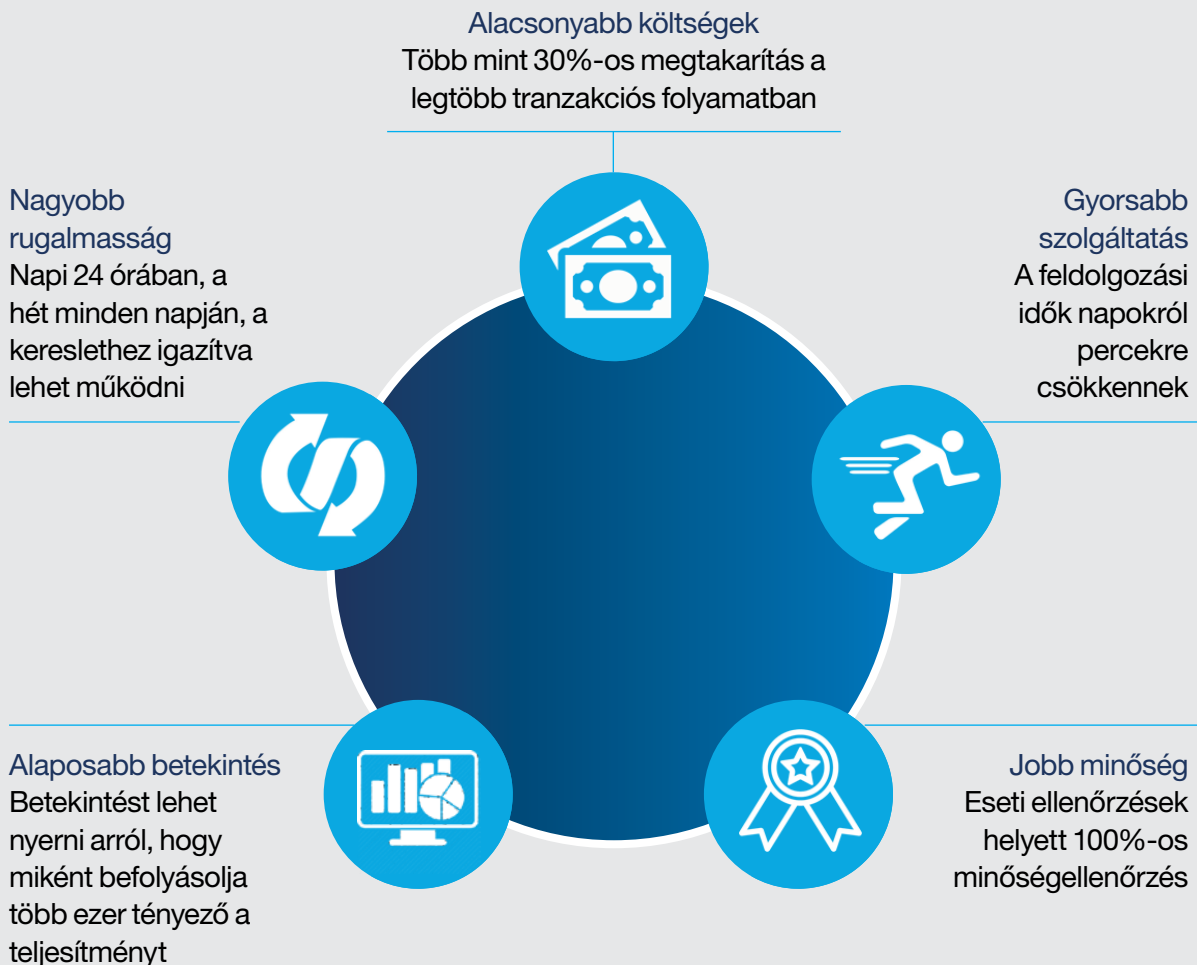 Alacsonyabb költségek
Több mint 30%-os megtakarítás a
legtöbb tranzakciós folyamatban
Nagyobb
rugalmasság
Napi 24 órában, a
hét minden napján, a
kereslethez igazítva
lehet működni
Gyorsabb
szolgáltatás
A feldolgozási
idők napokról
percekre
csökkennek
Alaposabb betekintés
Betekintést lehet
nyerni arról, hogy
miként befolyásolja
több ezer tényező a
teljesítményt
Jobb minőség
Eseti ellenőrzések
helyett 100%-os
minőségellenőrzés